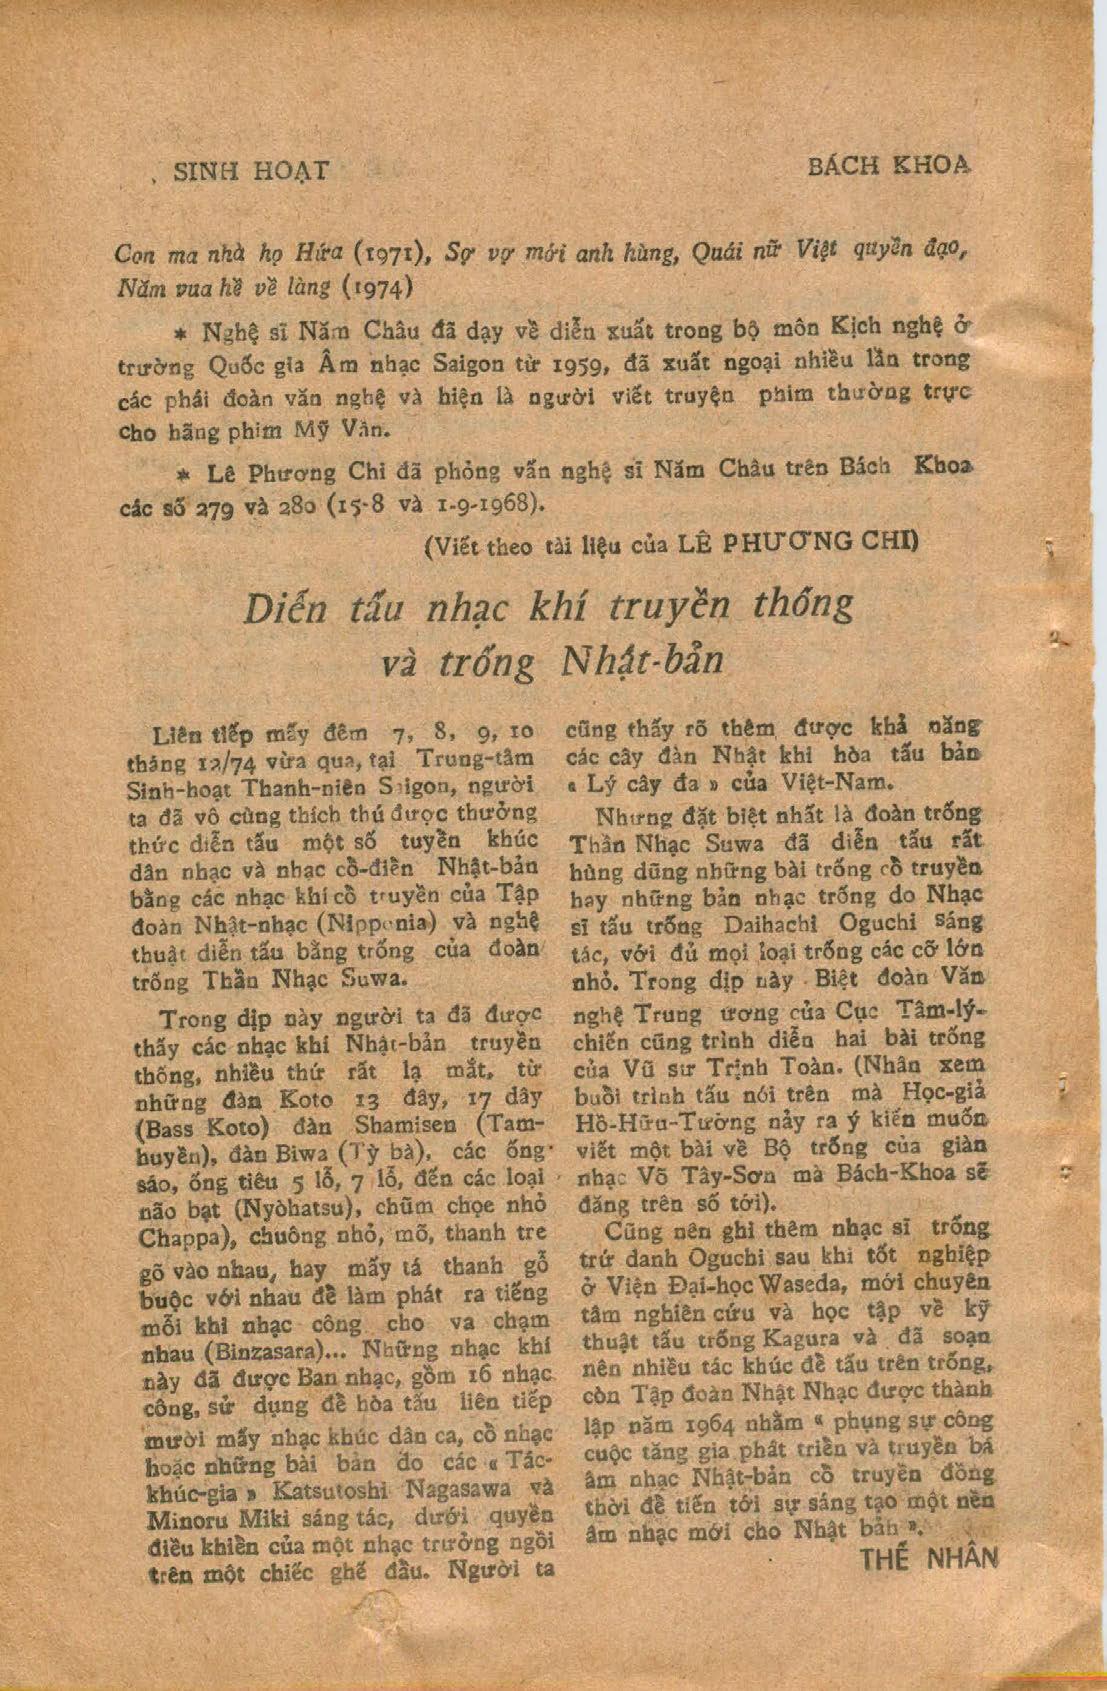 SINH HOẠT
BÁCH KHOA
Con ma nhà họ Hứa (1971), Sợ vợ mới anh hùng, Quái nữ Việt quyền đạo,
Năm vua hề về làng (1974)
* Nghệ sĩ Năm Châu đã dạy về diễn xuất trong bộ môn Kịch nghệ ở
trường Quốc gia Âm nhạc Saigon từ 1959, đã xuất ngoại nhiều lần trong
các phái đoàn văn nghệ và hiện là người viết truyện phim thường trực
cho hãng phim Mỹ Vân.
* Lê Phương Chi đã phỏng vấn nghệ sĩ Năm Châu trên Bách Khoa
các số 279 và 280 (15-8 và 1-9-1968).
(Viết theo tài liệu của LÊ PHƯƠNG CHI)
Diễn tấu nhạc khí truyền thống
và trống Nhật-bản
Liên tiếp mấy đêm 7, 8, 9, 10
tháng 12/74 vừa qua, tại Trung-tâm
Sinh-hoạt Thanh-niên Saigon, người
ta đã vô cùng thích thú được thưởng
thức diễn tấu một số tuyển khúc
dân nhạc và nhạc cổ-điển Nhật-bản
bằng các nhạc khí cổ truyền của Tập
đoàn Nhật-nhạc (Nipponia) và nghệ
thuật diễn tấu bằng trống của đoàn
trống Thần Nhạc Suwa.
Trong dịp này người ta đã được
thấy các nhạc khí Nhật-bản truyền
thống, nhiều thứ rất lạ mắt, từ
những đàn Koto 13 đây, 17 dây
(Bass Koto) đàn Shamisen (Tam-
huyền), đàn Biwa (Tỳ bà), các ống
sáo, ống tiêu 5 lỗ, 7 lỗ, đến các loại
não bạt (Nyòhatsu), chũm chọe nhỏ
Chappa), chuông nhỏ, mõ, thanh tre
gõ vào nhau, hay mấy tá thanh gỗ
buộc với nhau để làm phát ra tiếng
mỗi khi nhạc công cho va chạm
nhau (Binzasara)... Những nhạc khí
này đã được Ban nhạc, gồm 16 nhạc
công, sử dụng để hòa tấu liên tiếp
mười mấy nhạc khúc dân ca, cổ nhạc
hoặc những bài bản do các « Tác-
khúc-gia » Katsutoshi Nagasawa và
Minoru Miki sáng tác, dưới quyền
điều khiển của một nhạc trưởng ngồi
trên một chiếc ghế đẩu. Người ta
cũng thấy rõ thêm được khả năng
các cây đàn Nhật khi hòa tấu bản
« Lý cây đa » của Việt-Nam.
Nhưng đặt biệt nhất là đoàn trống
Thần Nhạc Suwa đã diễn tấu rất
hùng dũng những bài trống cổ truyền
hay những bản nhạc trống do Nhạc
sĩ tấu trống Daihachi Oguchi sáng
tác, với đủ mọi loại trống các cỡ lớn
nhỏ. Trong dịp này Biệt đoàn Văn
nghệ Trung ương của Cục Tâm-lý-
chiến cũng trình diễn hai bài trống
của Vũ sư Trịnh Toàn. (Nhân xem
buổi trình tấu nói trên mà Học-giả
Hồ-Hữu-Tường nảy ra ý kiến muốn
viết một bài về Bộ trống của giàn
nhạc Võ Tây-Sơn mà Bách-Khoa sẽ
đăng trên số tới).
Cũng nên ghi thêm nhạc sĩ trống
trứ danh Oguchi sau khi tốt nghiệp
ở Viện Đại-học Waseda, mới chuyên
tâm nghiên cứu và học tập về kỹ
thuật tấu trống Kagura và đã soạn
nên nhiều tác khúc để tấu trên trống,
còn Tập đoàn Nhật Nhạc được thành
lập năm 1964 nhằm « phụng sự công
cuộc tăng gia phát triển và truyền bá
âm nhạc Nhật-bản cổ truyền đồng
thời để tiến tới sự sáng tạo một nền
âm nhạc mới cho Nhật bản ».
THẾ NHÂN